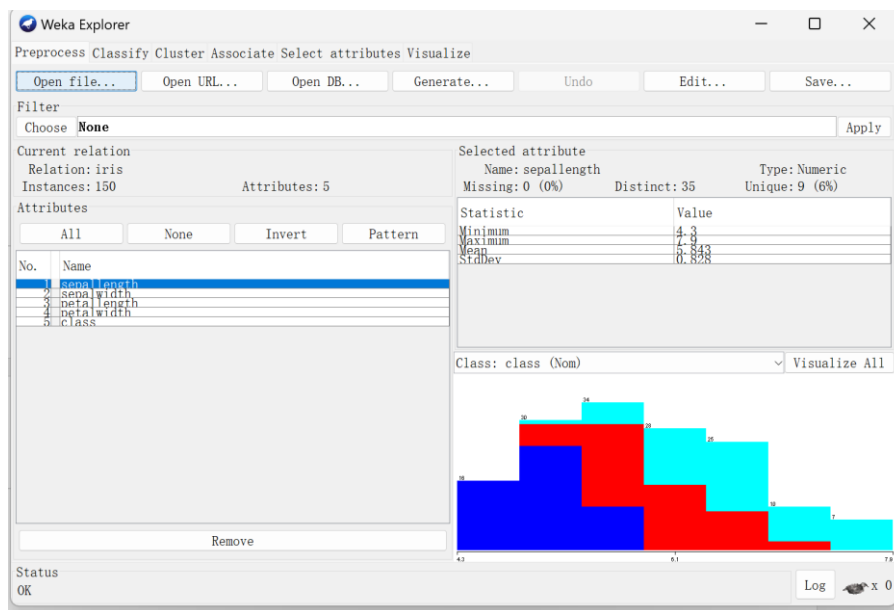 Weka Explorer
Preprocess Classify Cluster Associate Select attributes Visualize
Open file... Open URL... Open DB... Generate... Undo Edit... Save...
Filter
Choose None Apply
Current relation
Relation: iris
Instances: 150 Attributes: 5
Selected attribute
Name: sepallength Type: Numeric
Missing: 0 (0%) Distinct: 35 Unique: 9 (6%)
Attributes
All None Invert Pattern
No. Name
1 sepallength
2 sepalwidth
3 petallength
4 petalwidth
5 class
Remove
Statistic Value
Minimum 4.3
Maximum 7.9
Mean 5.843
StdDev 0.828
Class: class (Nom) Visualize All
30 34 28 25 10 7
4.3 6.1 7.9
Status
OK
Log x 0